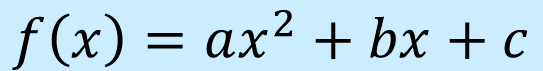 f(x) = ax² + bx + c